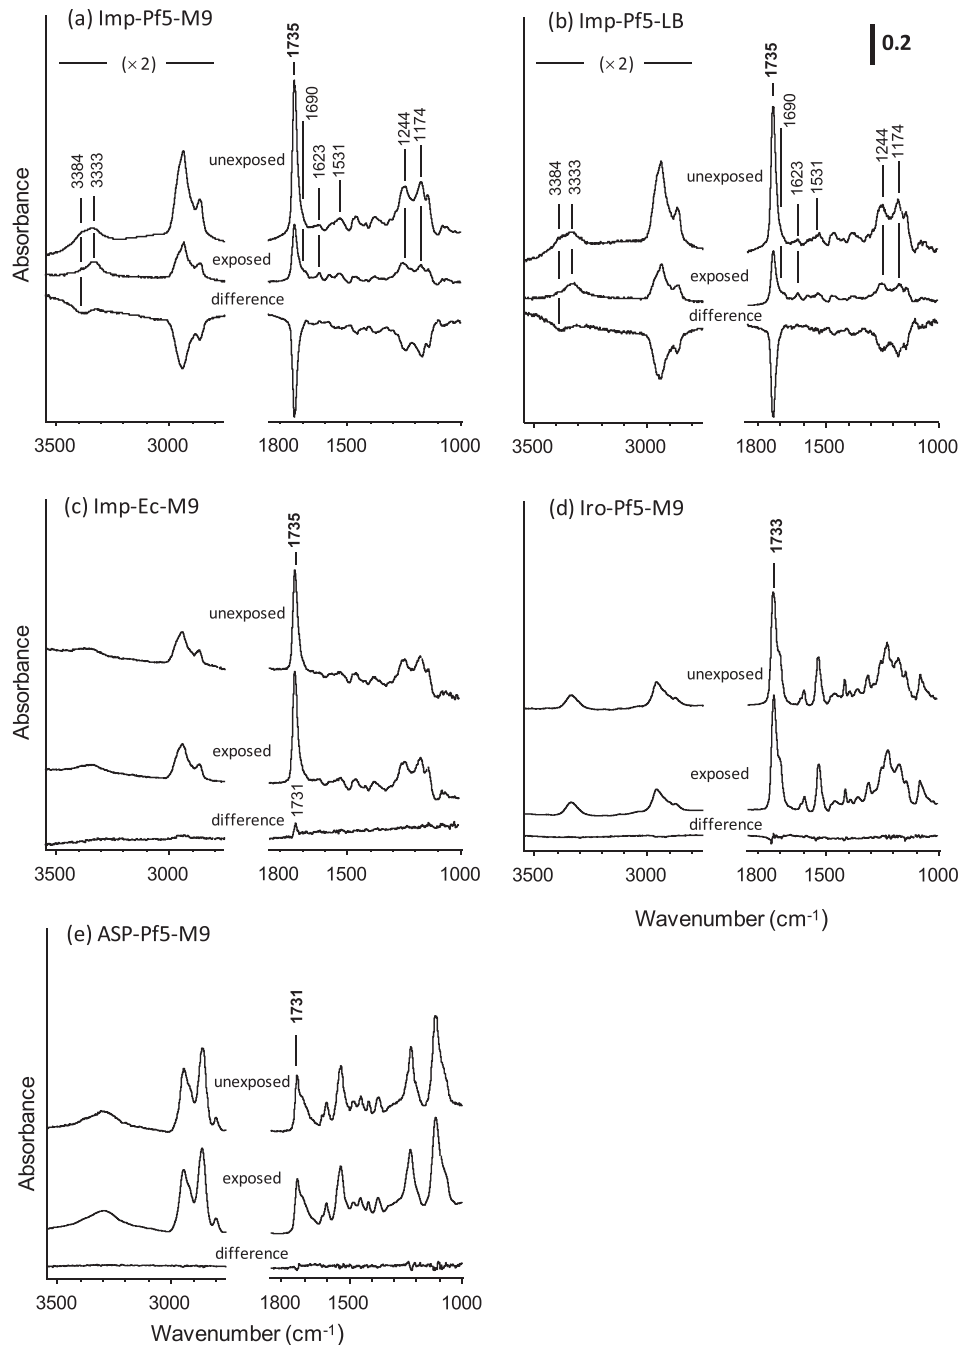 (a) Imp-Pf5-M9
(× 2)
1735
1690
3384
3333
unexposed
1623
1531
1244
1174
exposed
difference
Absorbance
3500 3000 1800 1500 1000
(b) Imp-Pf5-LB
0.2
(× 2)
1735
1690
3384
3333
unexposed
1623
1531
1244
1174
exposed
difference
3500 3000 1800 1500 1000
(c) Imp-Ec-M9
1735
unexposed
exposed
1731
difference
Absorbance
3500 3000 1800 1500 1000
(d) Iro-Pf5-M9
1733
unexposed
exposed
difference
3500 3000 1800 1500 1000
Wavenumber (cm-1)
(e) ASP-Pf5-M9
1731
unexposed
exposed
difference
Absorbance
3500 3000 1800 1500 1000
Wavenumber (cm-1)